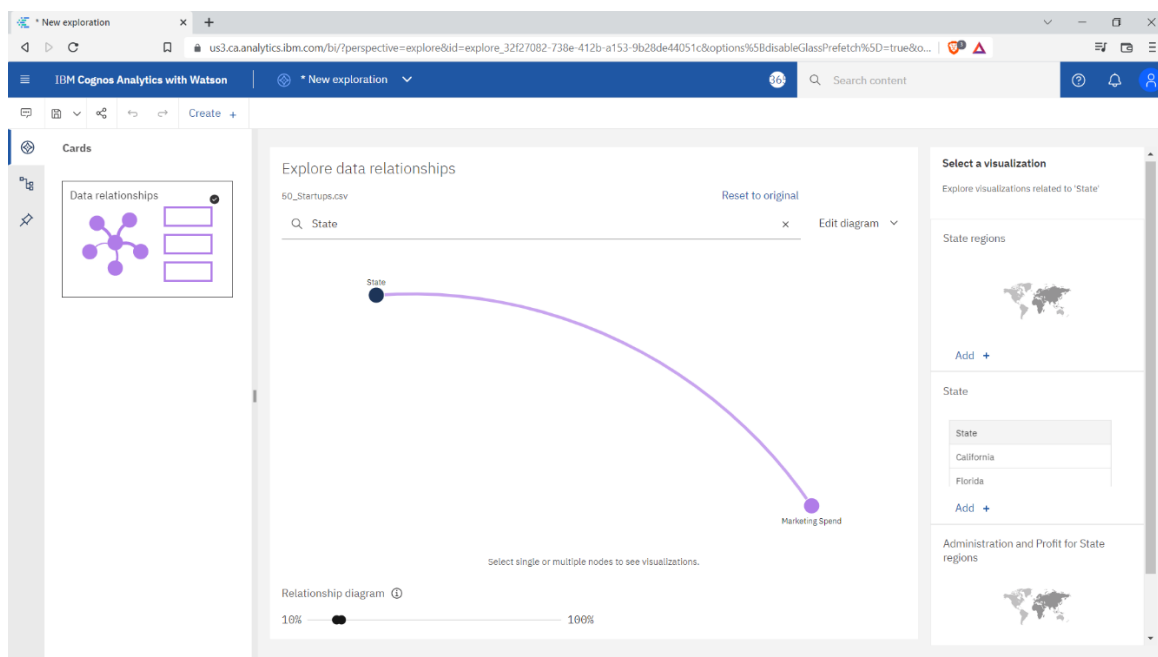 * New exploration
us3.ca.analytics.ibm.com/bi/?perspective=explore&id=explore_32f27082-738e-412b-a153-9b28de44051c&options%5BdisableGlassPrefetch%5D=true&o...
IBM Cognos Analytics with Watson
* New exploration
Search content
Create +
Cards
Data relationships
Explore data relationships
50_Startups.csv
Reset to original
State
Edit diagram
State
Marketing Spend
Select single or multiple nodes to see visualizations.
Relationship diagram
10%
100%
Select a visualization
Explore visualizations related to 'State'
State regions
Add +
State
State
California
Florida
Add +
Administration and Profit for State
regions